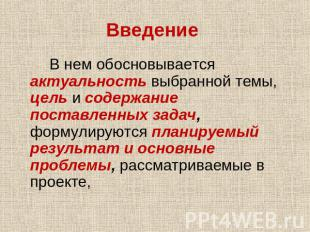 Введение
В нем обосновывается
актуальность выбранной темы,
цель и содержание
поставленных задач,
формулируются планируемый
результат и основные
проблемы, рассматриваемые в
проекте,
PPt4WEB.ru